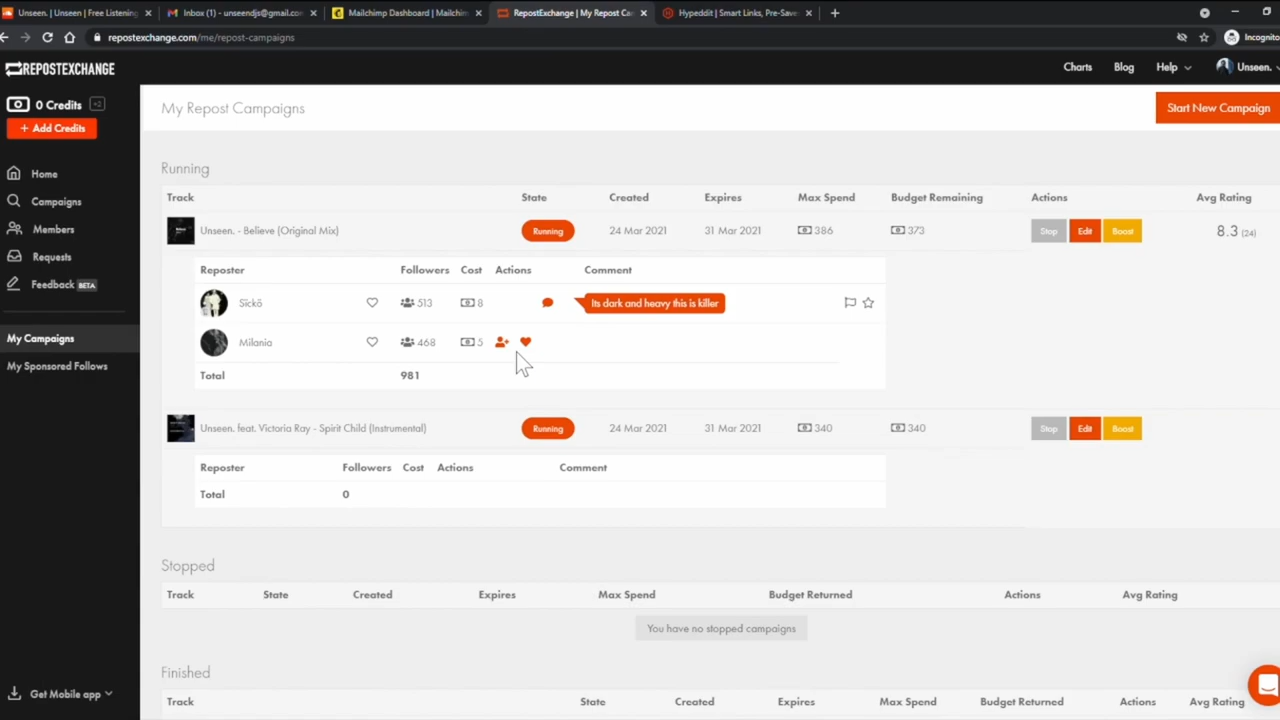 Unseen. | Unseen | Free Listening
Inbox (1) - unseendjs@gmail.co
Mailchimp Dashboard | Mailchim
RepostExchange | My Repost Ca
Hypeddit | Smart Links, Pre-Save
repostexchange.com/me/repost-campaigns
Incognito
REPOSTEXCHANGE
Charts
Blog
Help
Unseen.
0 Credits +2
+ Add Credits
Home
Campaigns
Members
Requests
Feedback BETA
My Campaigns
My Sponsored Follows
Get Mobile app
My Repost Campaigns
Start New Campaign
Running
Track State Created Expires Max Spend Budget Remaining Actions Avg Rating
Unseen. - Believe (Original Mix) Running 24 Mar 2021 31 Mar 2021 386 373 Stop Edit Boost 8.3 (24)
Reposter Followers Cost Actions Comment
Sickö 513 8 Its dark and heavy this is killer
Milania 468 5
Total 981
Unseen. feat. Victoria Ray - Spirit Child (Instrumental) Running 24 Mar 2021 31 Mar 2021 340 340 Stop Edit Boost
Reposter Followers Cost Actions Comment
Total 0
Stopped
Track State Created Expires Max Spend Budget Returned Actions Avg Rating
You have no stopped campaigns
Finished
Track State Created Expires Max Spend Budget Returned Actions Avg Rating